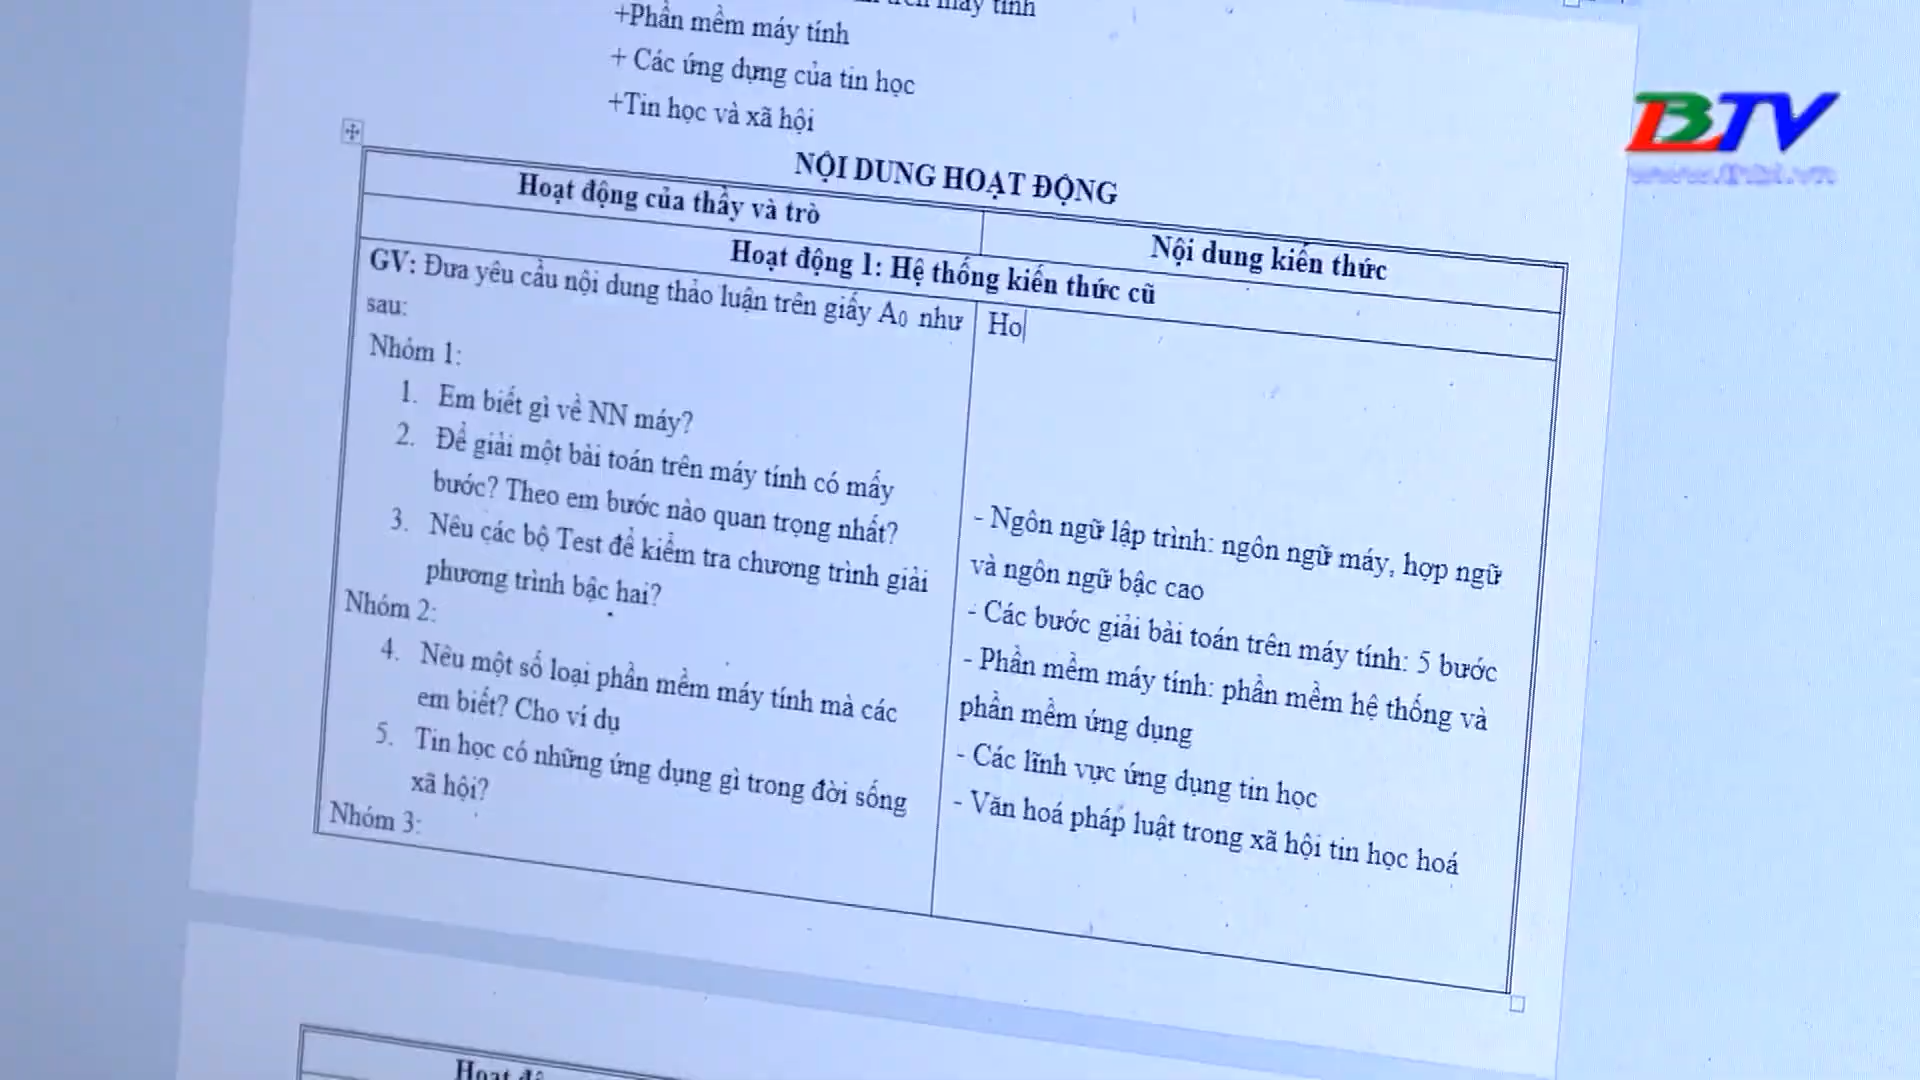 máy tính
+Phần mềm máy tính
+ Các ứng dụng của tin học
+Tin học và xã hội
BTV
NỘI DUNG HOẠT ĐỘNG
Hoạt động của thầy và trò
Nội dung kiến thức
Hoạt động 1: Hệ thống kiến thức cũ
GV: Đưa yêu cầu nội dung thảo luận trên giấy A0 như
sau:
Nhóm 1:
1. Em biết gì về NN máy?
2. Để giải một bài toán trên máy tính có mấy
bước? Theo em bước nào quan trọng nhất?
3. Nêu các bộ Test để kiểm tra chương trình giải
phương trình bậc hai?
Nhóm 2:
4. Nêu một số loại phần mềm máy tính mà các
em biết? Cho ví dụ
5. Tin học có những ứng dụng gì trong đời sống
xã hội?
Nhóm 3:
Ho
- Ngôn ngữ lập trình: ngôn ngữ máy, hợp ngữ
và ngôn ngữ bậc cao
- Các bước giải bài toán trên máy tính: 5 bước
- Phần mềm máy tính: phần mềm hệ thống và
phần mềm ứng dụng
- Các lĩnh vực ứng dụng tin học
- Văn hoá pháp luật trong xã hội tin học hoá
Hoạt